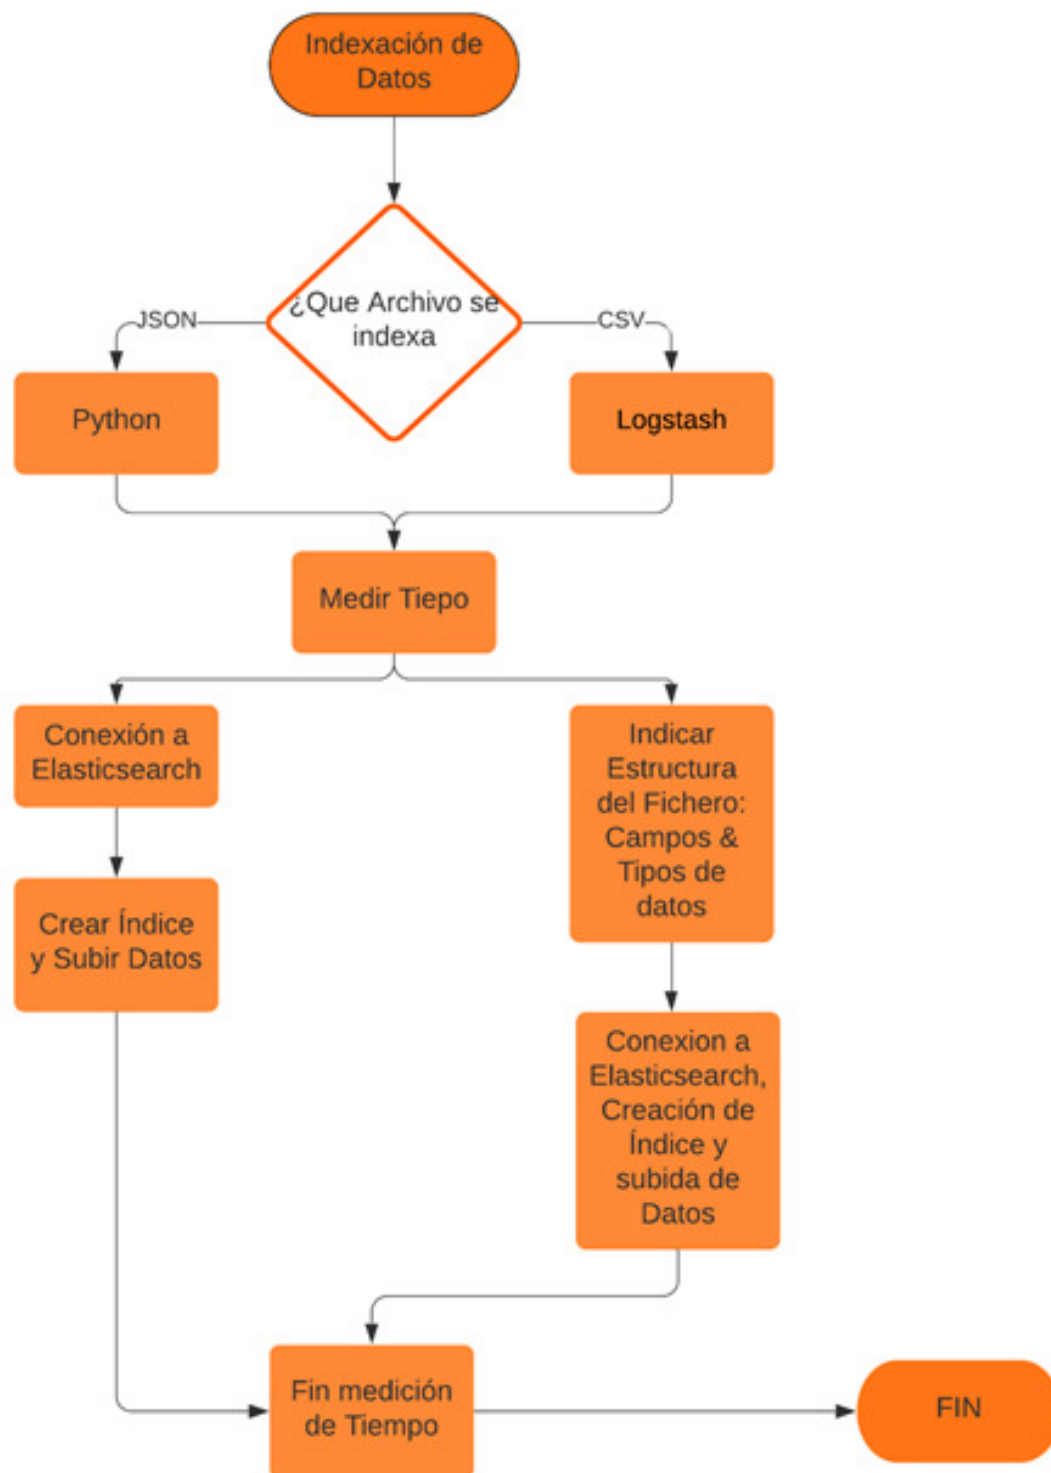 Indexación de
Datos
¿Que Archivo se
indexa
JSON
CSV
Python
Logstash
Medir Tiepo
Conexión a
Elasticsearch
Indicar
Estructura
del Fichero:
Campos &
Tipos de
datos
Crear Índice
y Subir Datos
Conexion a
Elasticsearch,
Creación de
Índice y
subida de
Datos
Fin medición
de Tiempo
FIN